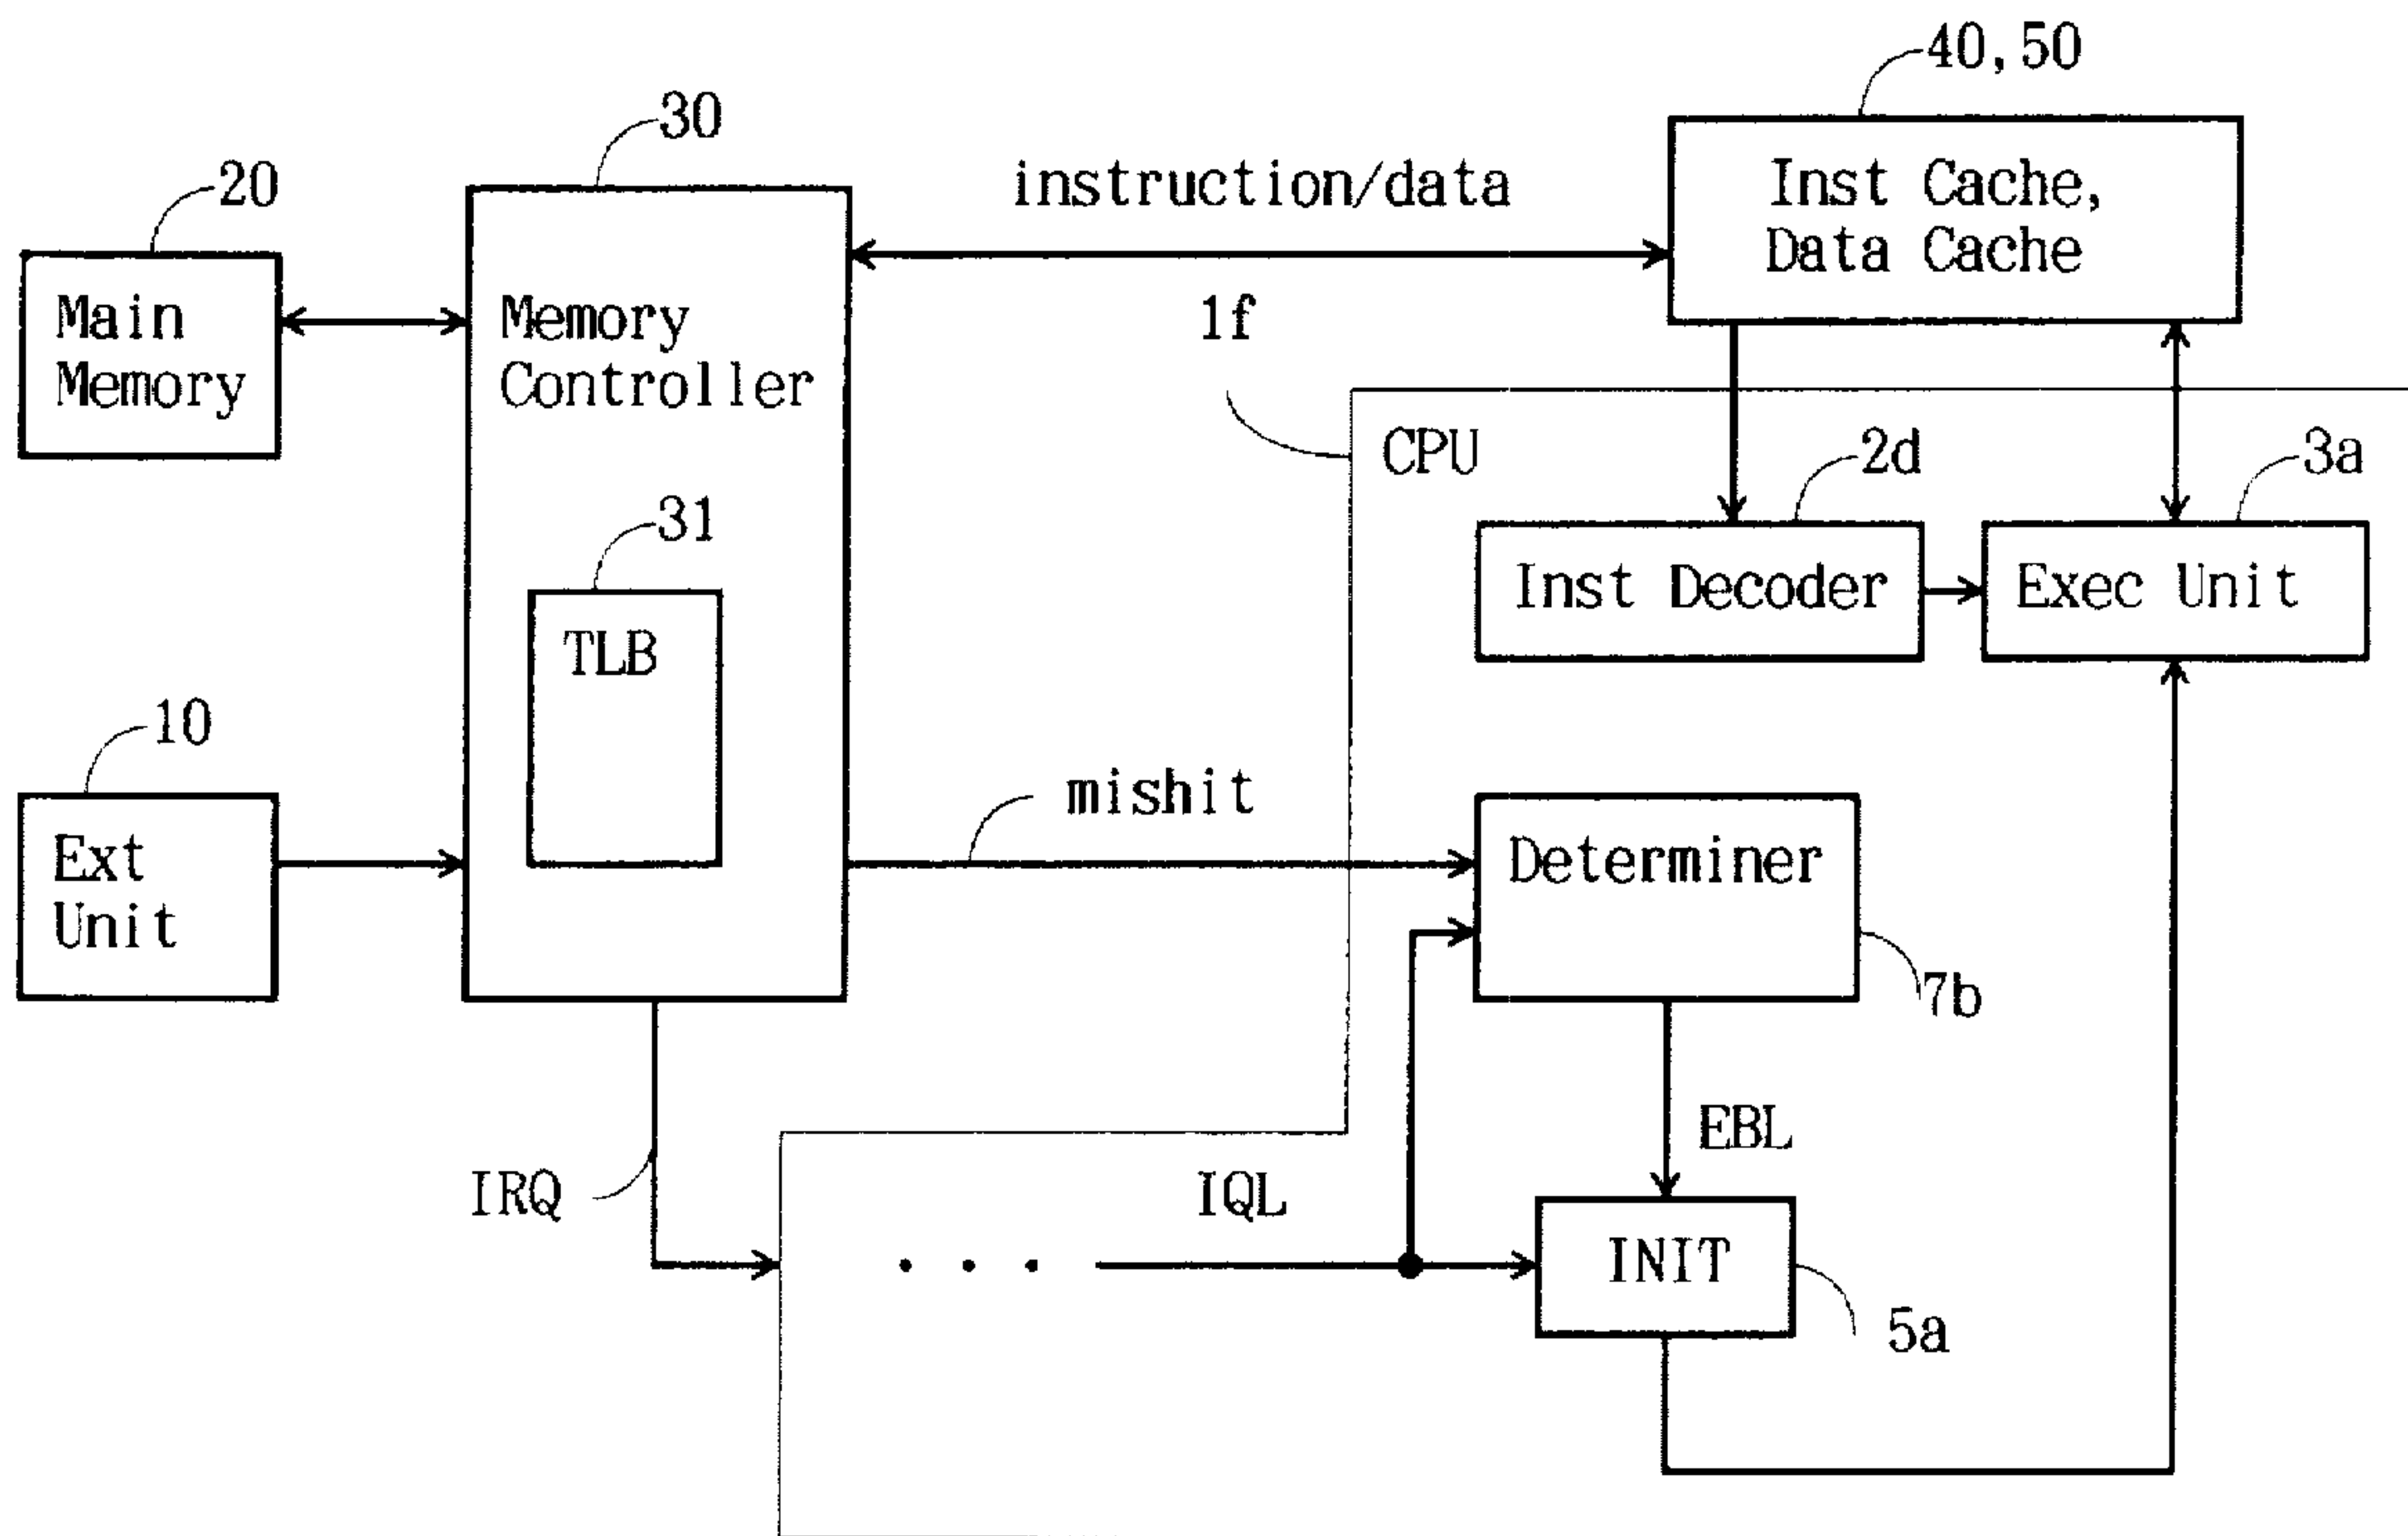 40,50
30
20
instruction/data
Inst Cache,
Data Cache
Main
Memory
Memory
Controller
1f
CPU
2d
3a
31
Inst Decoder
Exec Unit
TLB
10
mishit
Determiner
Ext
Unit
7b
EBL
IRQ
IQL
INIT
5a